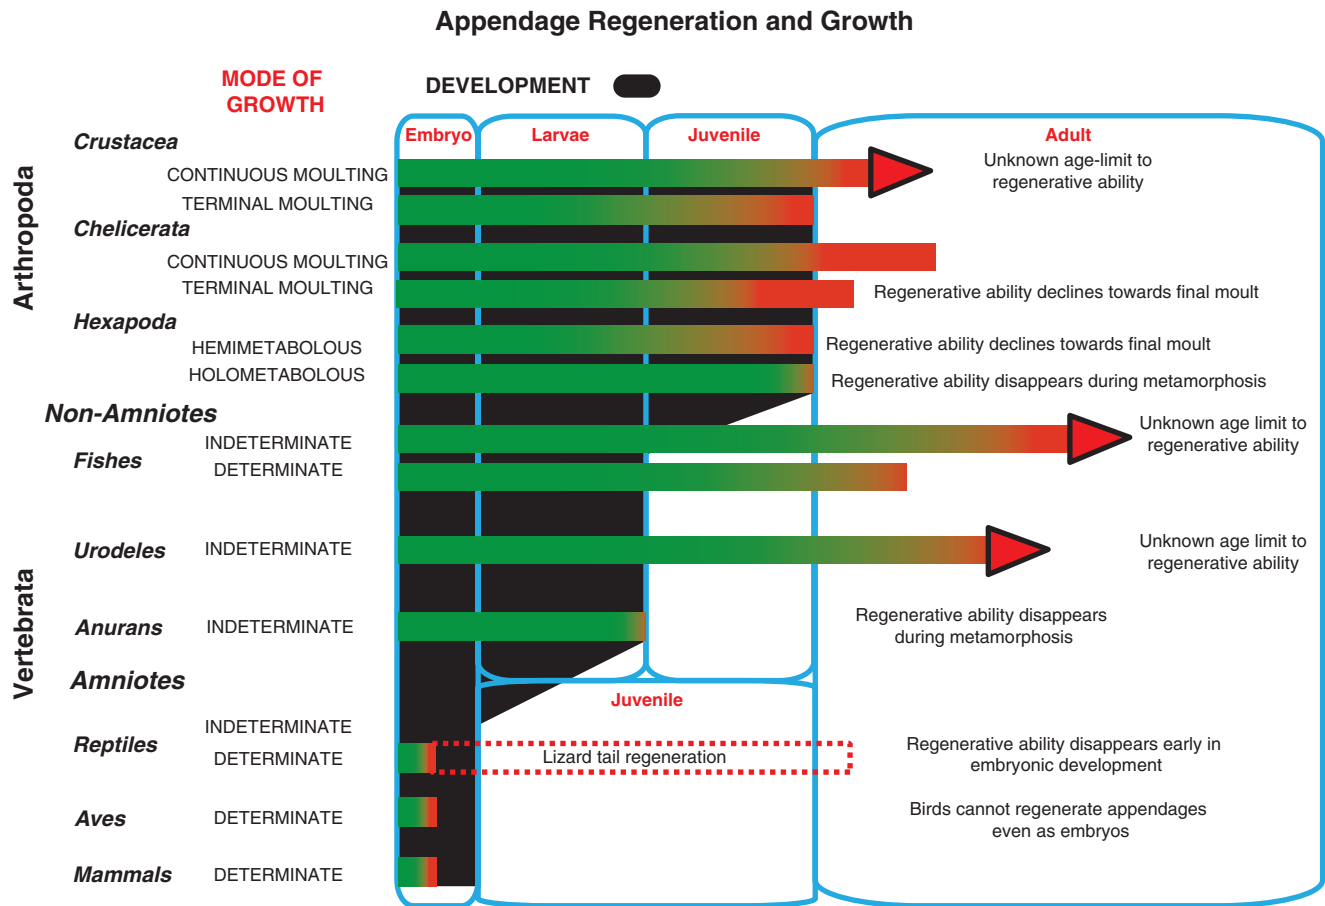 Appendage Regeneration and Growth
MODE OF
GROWTH
DEVELOPMENT
Embryo
Larvae
Juvenile
Adult
Arthropoda
Crustacea
CONTINUOUS MOULTING
Unknown age-limit to
regenerative ability
TERMINAL MOULTING
Chelicerata
CONTINUOUS MOULTING
TERMINAL MOULTING
Regenerative ability declines towards final moult
Hexapoda
HEMIMETABOLOUS
Regenerative ability declines towards final moult
HOLOMETABOLOUS
Regenerative ability disappears during metamorphosis
Vertebrata
Non-Amniotes
Fishes
INDETERMINATE
Unknown age limit to
regenerative ability
DETERMINATE
Urodeles
INDETERMINATE
Unknown age limit to
regenerative ability
Anurans
INDETERMINATE
Regenerative ability disappears
during metamorphosis
Amniotes
Juvenile
Reptiles
INDETERMINATE
DETERMINATE
Lizard tail regeneration
Regenerative ability disappears early in
embryonic development
Aves
DETERMINATE
Birds cannot regenerate appendages
even as embryos
Mammals
DETERMINATE